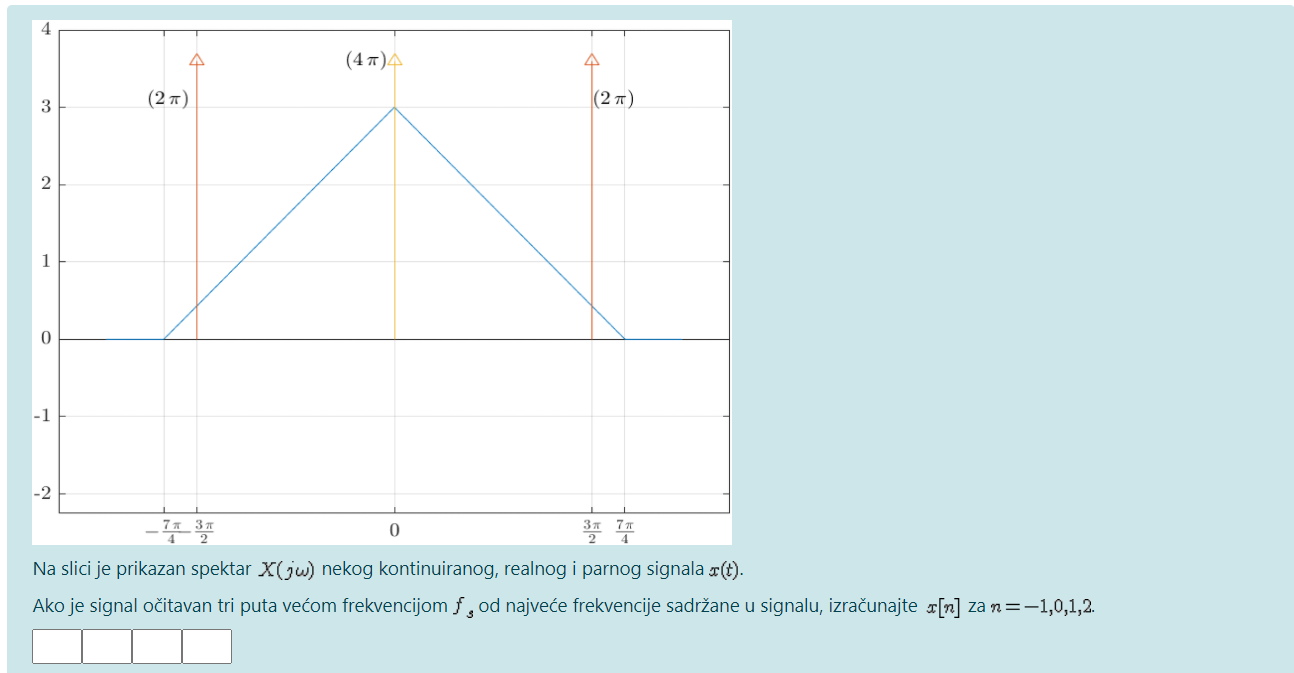 4
(4 π)
(2 π)
(2 π)
3
2
1
0
-1
-2
−7π/4 −3π/2 0 3π/2 7π/4
Na slici je prikazan spektar X(jω) nekog kontinuiranog, realnog i parnog signala x(t).
Ako je signal očitavan tri puta većom frekvencijom f_s od najveće frekvencije sadržane u signalu, izračunajte x[n] za n=−1,0,1,2.